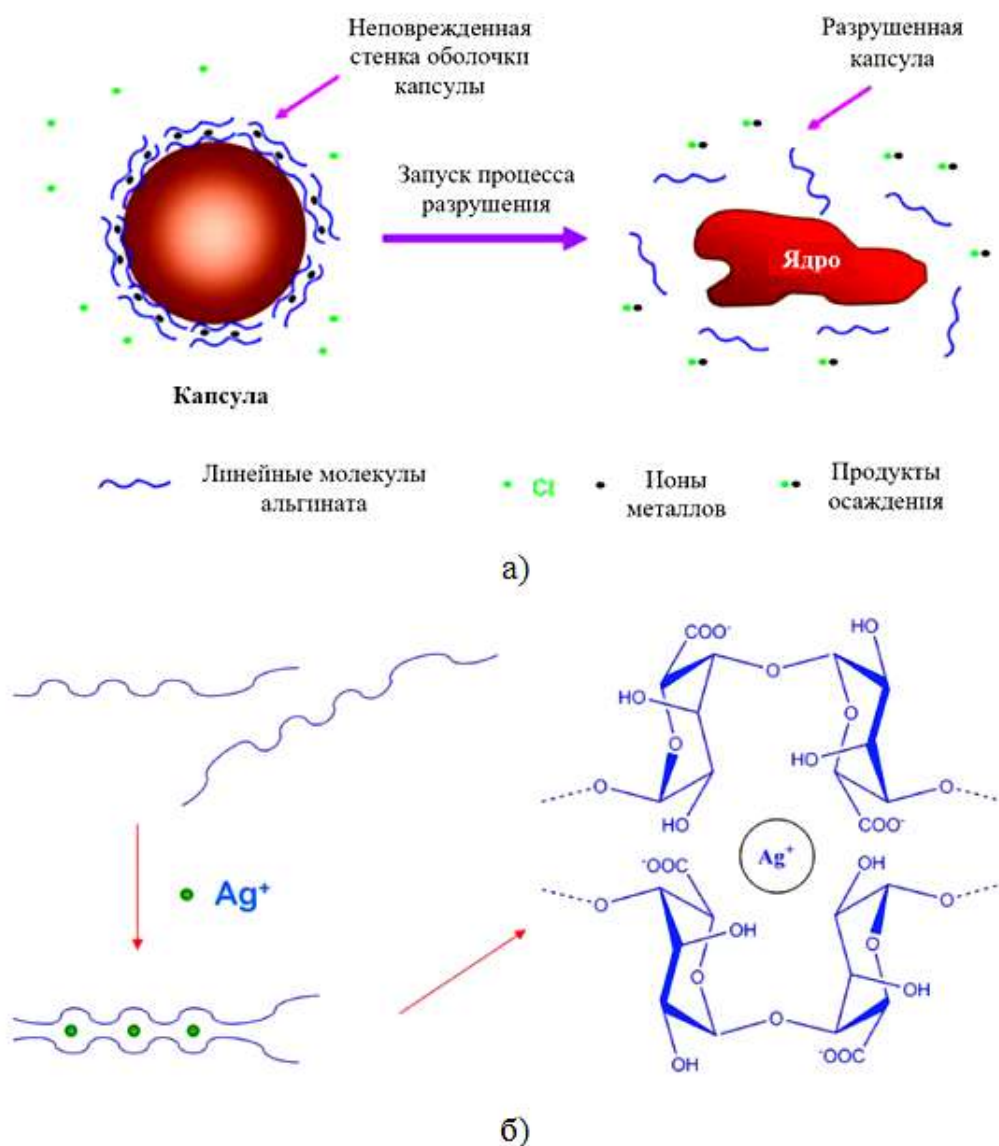 Неповрежденная
стенка оболочки
капсулы
Разрушенная
капсула
Запуск процесса
разрушения
Ядро
Капсула
Линейные молекулы
альгината
Cl
Ионы
металлов
Продукты
осаждения
а)
Ag⁺
COO⁻
HO
O
O
HO
O
HO
O
HO
O
COO⁻
O
Ag⁺
⁻OOC
OH
O
OH
O
O
O
OH
OH
O
⁻OOC
OH
б)